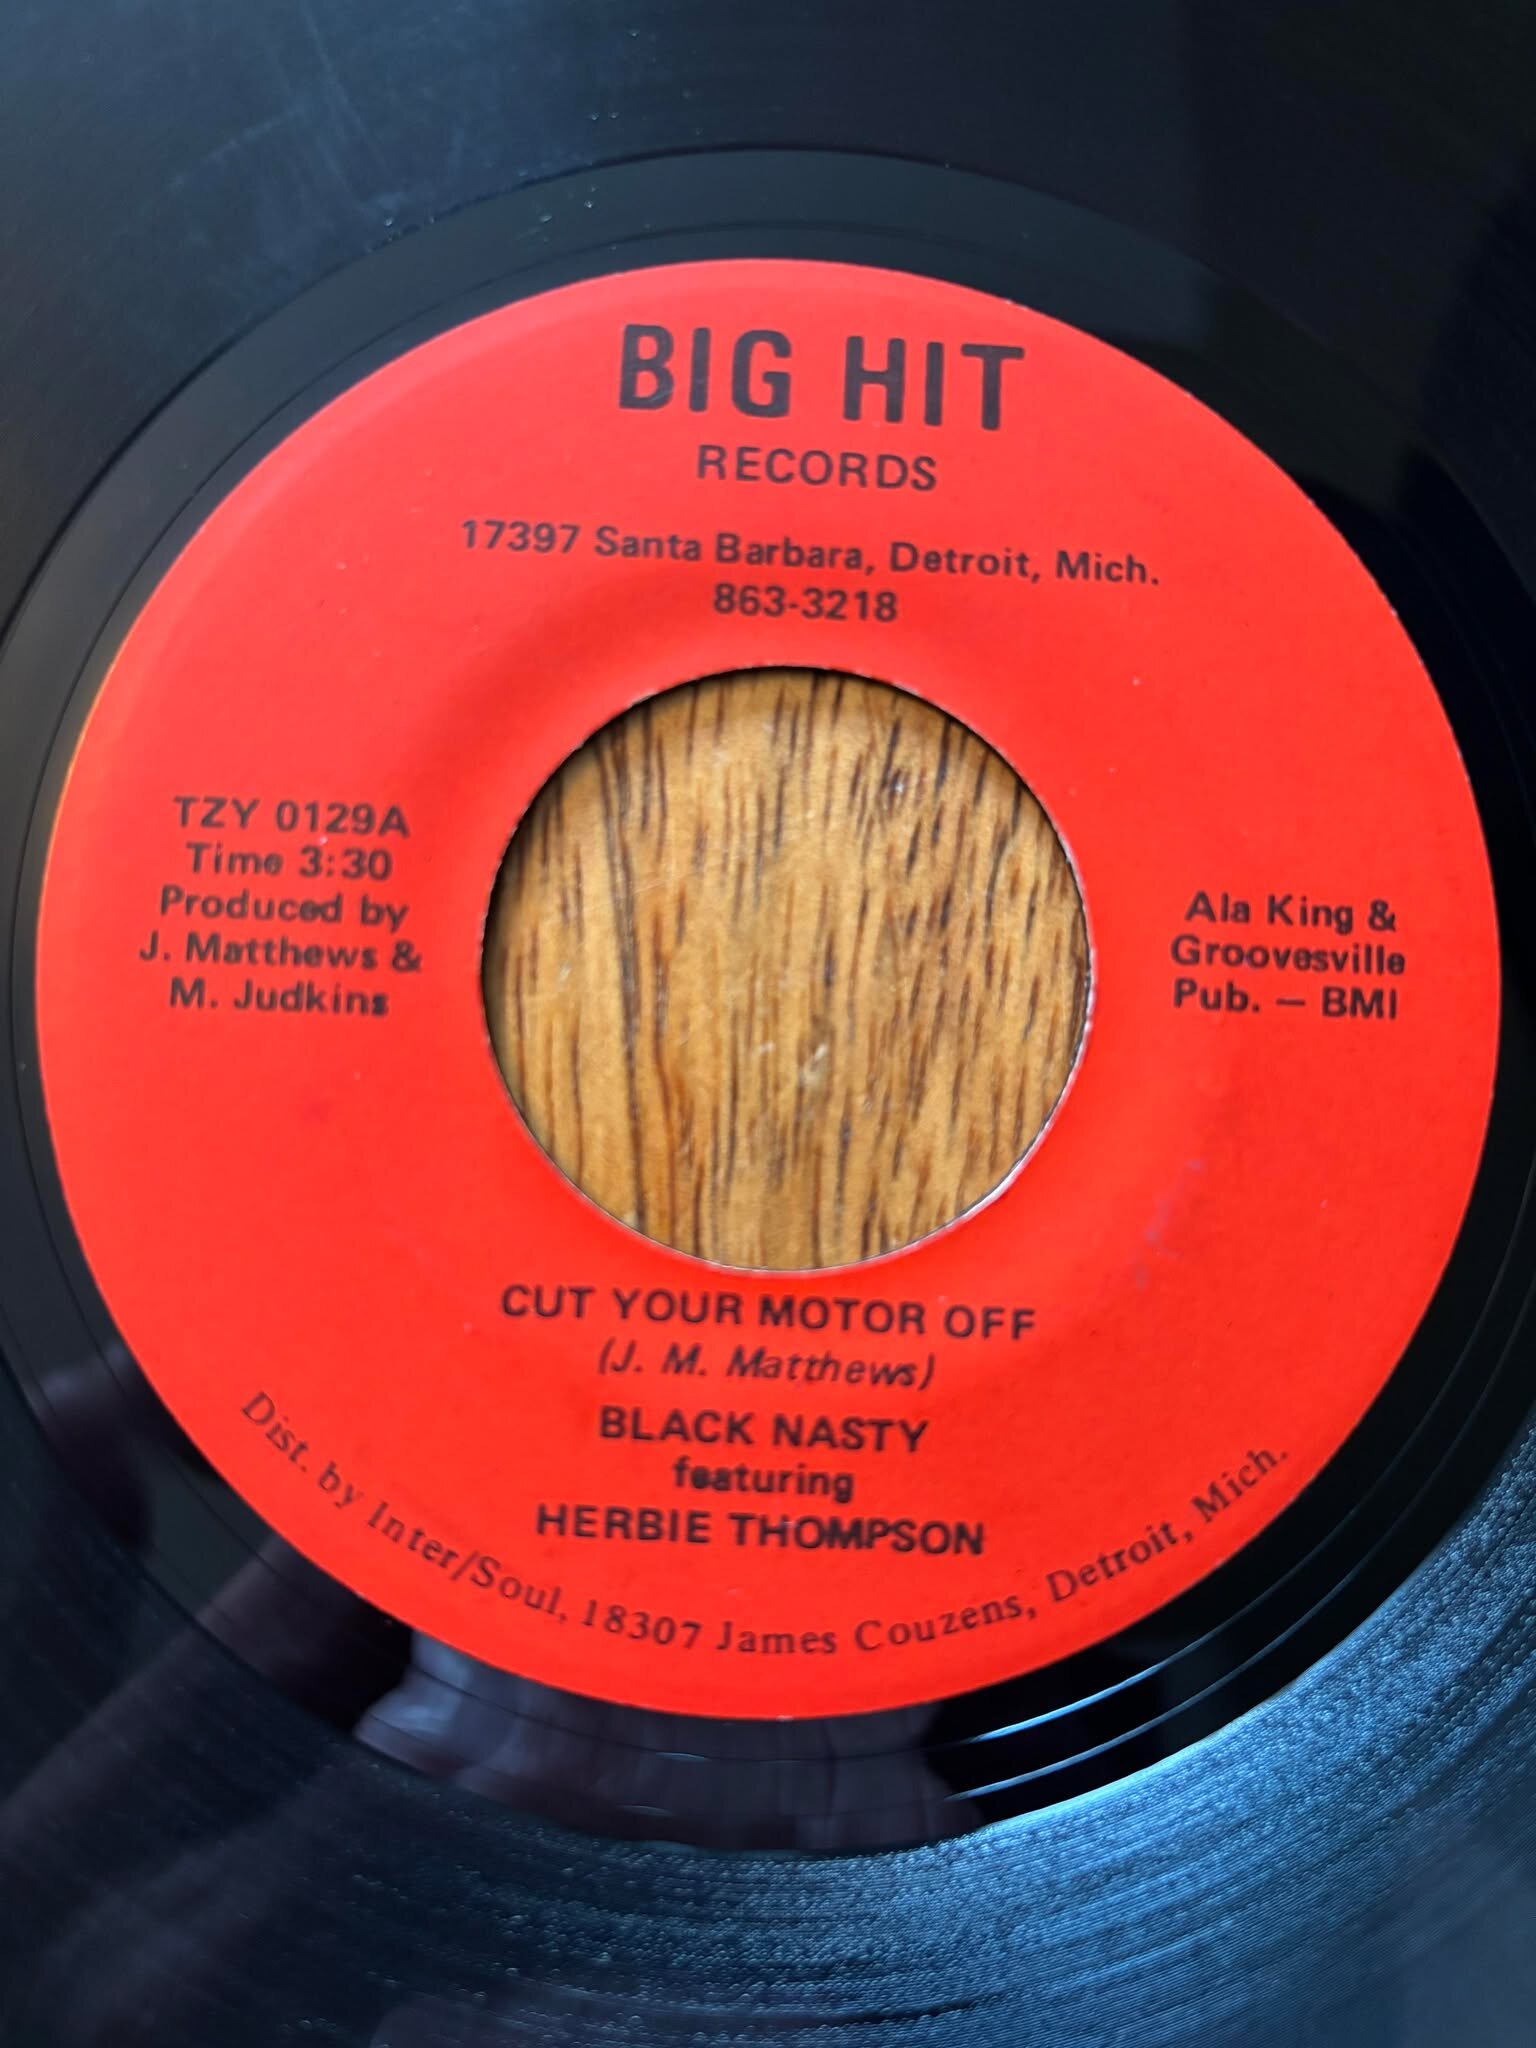 BIG HIT
RECORDS
17397 Santa Barbara, Detroit, Mich.
863-3218
TZY 0129A
Time 3:30
Produced by
J. Matthews &
M. Judkins
Ala King &
Groovesville
Pub. — BMI
CUT YOUR MOTOR OFF
(J. M. Matthews)
BLACK NASTY
featuring
HERBIE THOMPSON
Dist. by Inter/Soul, 18307 James Couzens, Detroit, Mich.